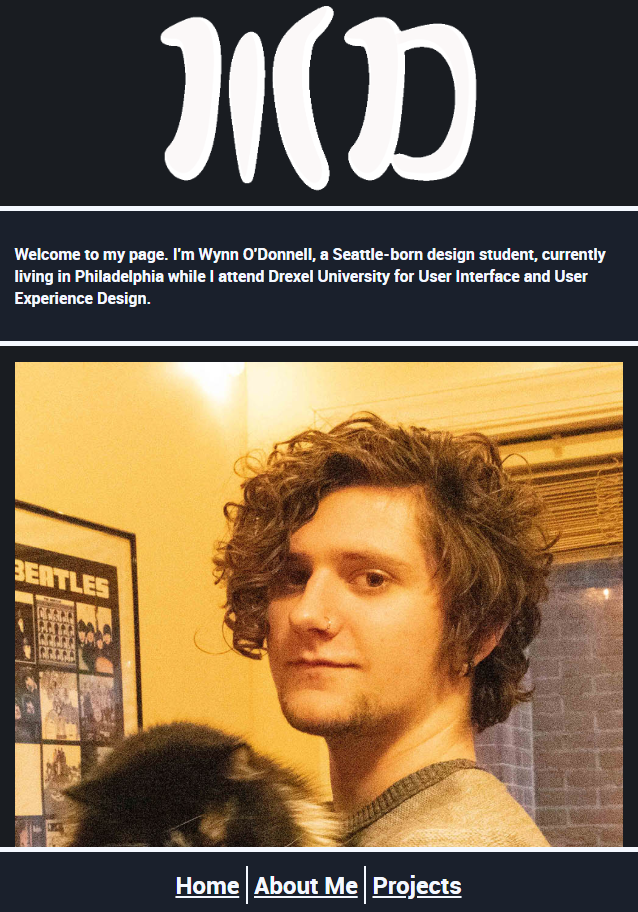 Welcome to my page. I'm Wynn O'Donnell, a Seattle-born design student, currently
living in Philadelphia while I attend Drexel University for User Interface and User
Experience Design.
BEATLES
Home
About Me
Projects